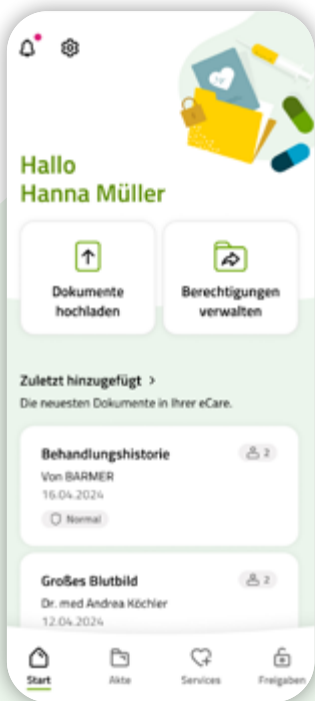 Hallo
Hanna Müller
Dokumente
hochladen
Berechtigungen
verwalten
Zuletzt hinzugefügt >
Die neuesten Dokumente in Ihrer eCare.
Behandlungshistorie
2
Von BARMER
16.04.2024
Normal
Großes Blutbild
2
Dr. med Andrea Köchler
12.04.2024
Start
Akte
Services
Freigaben